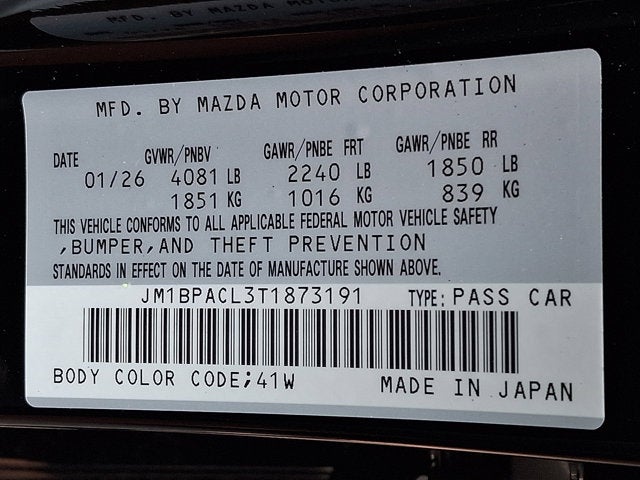 MFD. BY MAZDA MOTOR CORPORATION
DATE GVWR/PNBV GAWR/PNBE FRT GAWR/PNBE RR
01/26 4081 LB 2240 LB 1850 LB
1851 KG 1016 KG 839 KG
THIS VEHICLE CONFORMS TO ALL APPLICABLE FEDERAL MOTOR VEHICLE SAFETY
,BUMPER,AND THEFT PREVENTION
STANDARDS IN EFFECT ON THE DATE OF MANUFACTURE SHOWN ABOVE.
JM1BPACL3T1873191 TYPE: PASS CAR
BODY COLOR CODE;41W MADE IN JAPAN